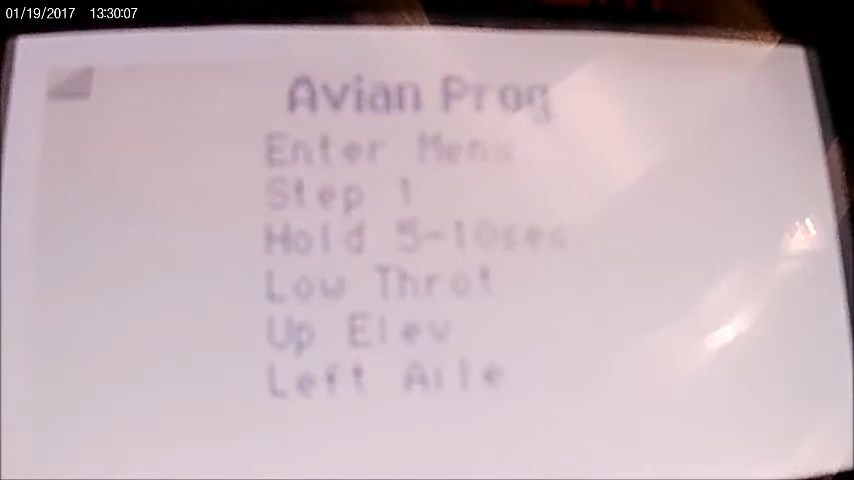 01/19/2017 13:30:07
Avian Prog
Enter Menu
Step 1
Hold 5-10sec
Low Throt
Up Elev
Left Aile